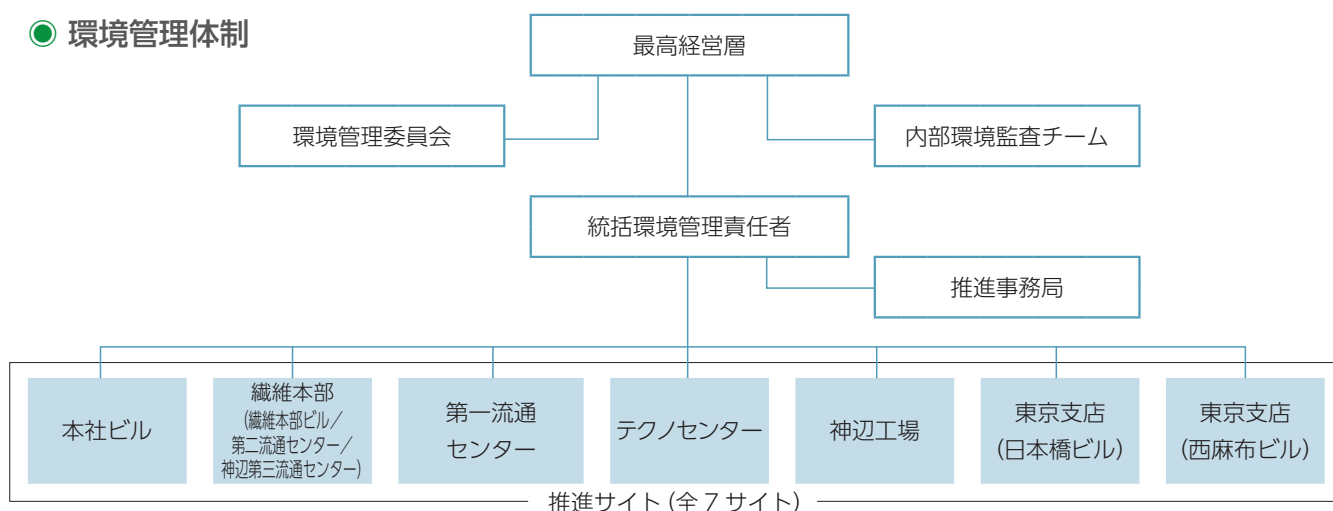 環境管理体制
最高経営層
環境管理委員会
内部環境監査チーム
統括環境管理責任者
推進事務局
本社ビル
繊維本部
(繊維本部ビル/
第二流通センター/
神辺第三流通センター)
第一流通
センター
テクノセンター
神辺工場
東京支店
(日本橋ビル)
東京支店
(西麻布ビル)
推進サイト(全7サイト)